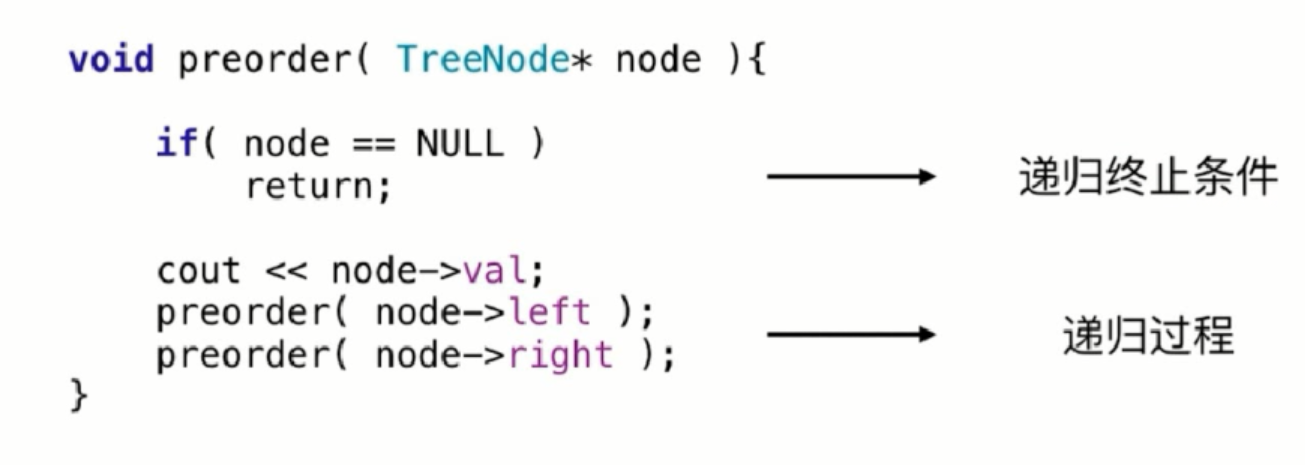 void preorder( TreeNode* node ){
if( node == NULL )
return;
递归终止条件
cout << node->val;
preorder( node->left );
preorder( node->right );
递归过程
}